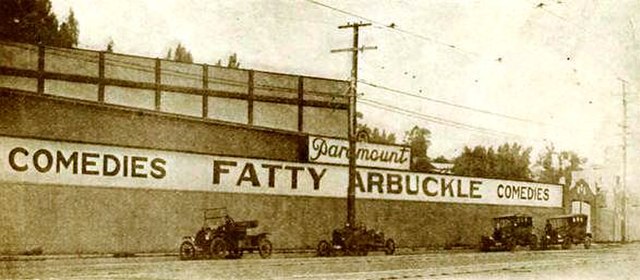 Paramount
COMEDIES FATTY ARBUCKLE COMEDIES